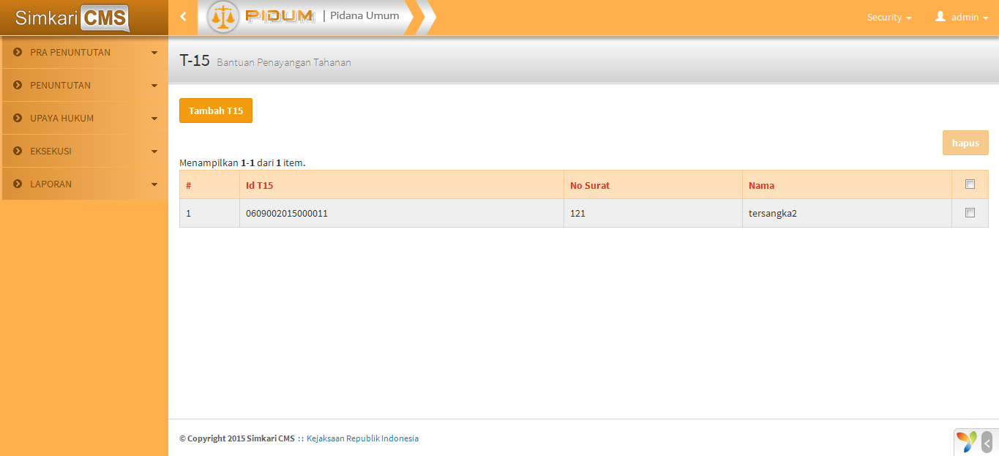 Simkari CMS
PIDUM | Pidana Umum
Security
admin
PRA PENUNTUTAN
PENUNTUTAN
UPAYA HUKUM
EKSEKUSI
LAPORAN
T-15 Bantuan Penayangan Tahanan
Tambah T15
hapus
Menampilkan 1-1 dari 1 item.
# Id T15 No Surat Nama
1 0609002015000011 121 tersangka2
© Copyright 2015 Simkari CMS :: Kejaksaan Republik Indonesia